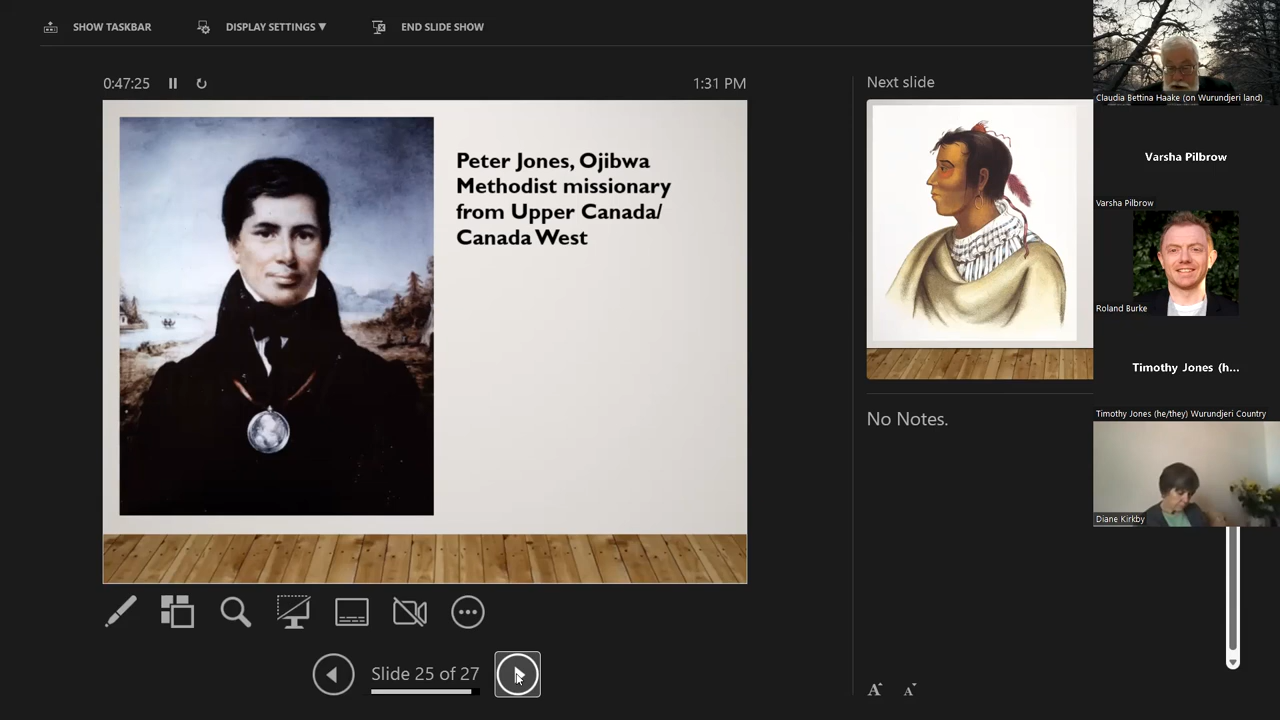 SHOW TASKBAR
DISPLAY SETTINGS ▼
END SLIDE SHOW
0:47:25
1:31 PM
Peter Jones, Ojibwa
Methodist missionary
from Upper Canada/
Canada West
Slide 25 of 27
Next slide
No Notes.
A
A
Claudia Bettina Haake (on Wurundjeri land)
Varsha Pilbrow
Varsha Pilbrow
Roland Burke
Timothy Jones (h...
Timothy Jones (he/they) Wurundjeri Country
Diane Kirkby